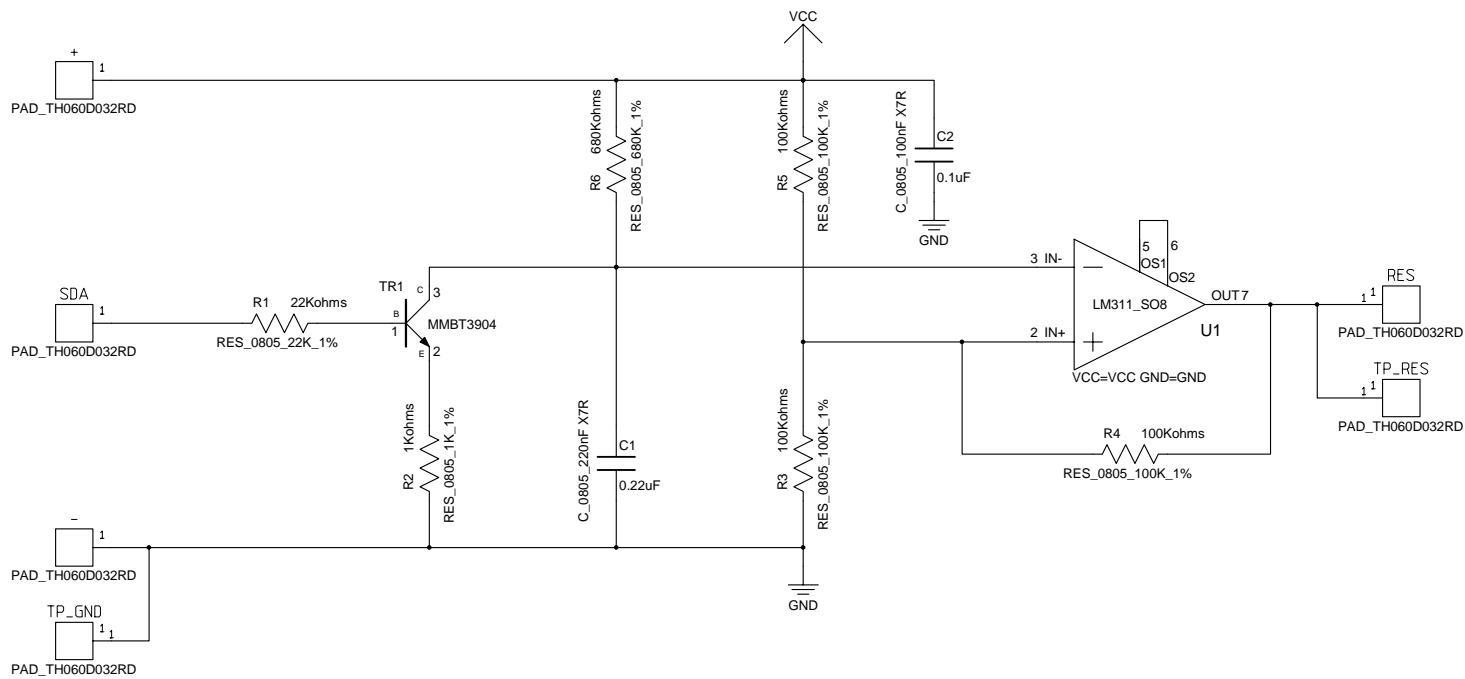 VCC
+
1
PAD_TH060D032RD
680Kohms
R6
RES_0805_680K_1%
100Kohms
R5
RES_0805_100K_1%
C_0805_100nF X7R
C2
0.1uF
GND
SDA
1
PAD_TH060D032RD
R1 22Kohms
RES_0805_22K_1%
TR1
C 3
B
1
E 2
MMBT3904
3 IN-
2 IN+
5 6
OS1
OS2
LM311_SO8
OUT7
U1
VCC=VCC GND=GND
RES
1 1
PAD_TH060D032RD
TP_RES
1 1
PAD_TH060D032RD
R4 100Kohms
RES_0805_100K_1%
1Kohms
R2
RES_0805_1K_1%
C_0805_220nF X7R
C1
0.22uF
100Kohms
R3
RES_0805_100K_1%
-
1
PAD_TH060D032RD
GND
TP_GND
1 1
PAD_TH060D032RD